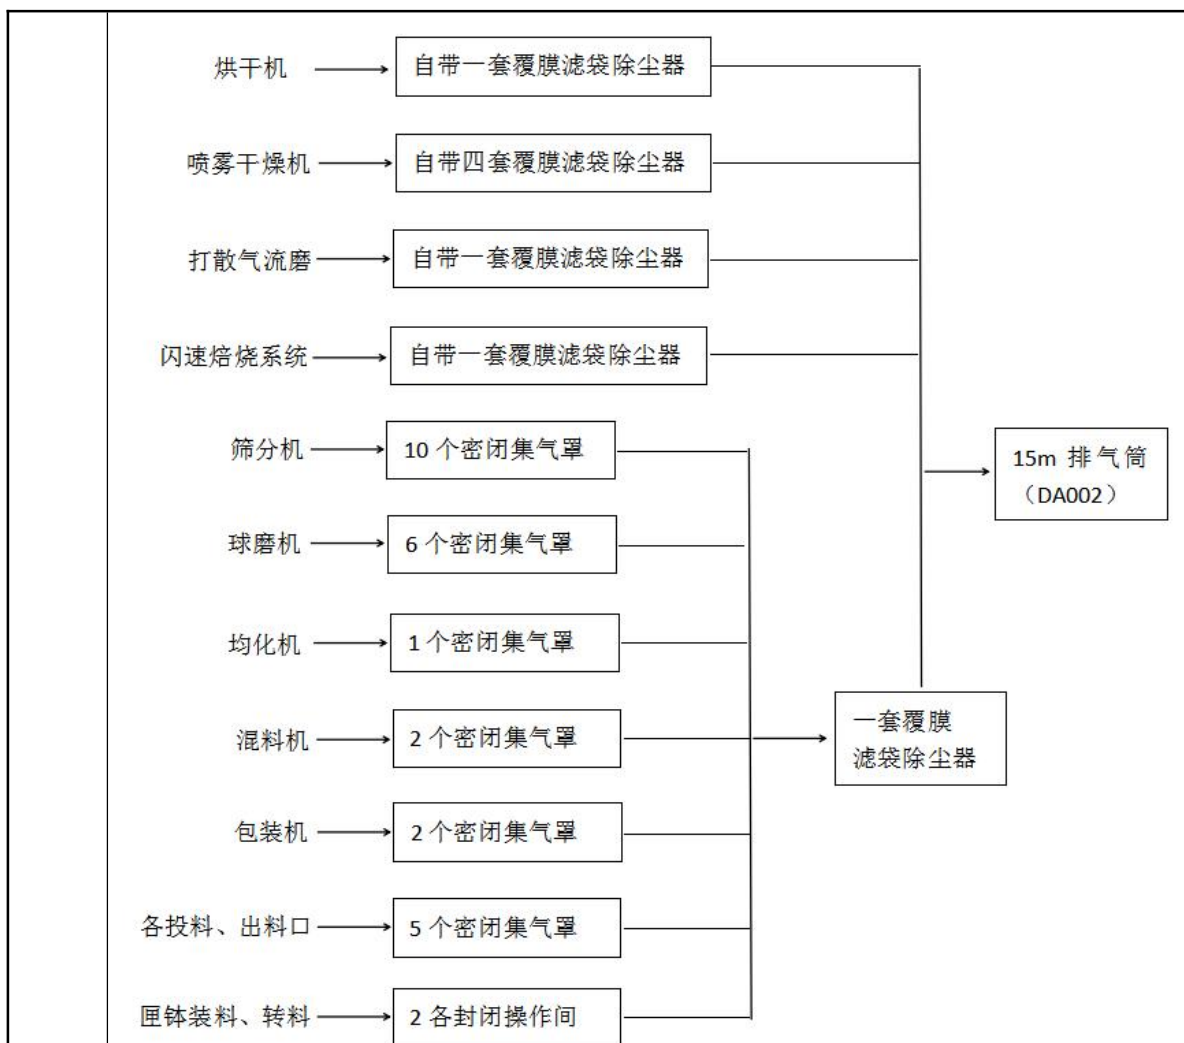 烘干机
自带一套覆膜滤袋除尘器
喷雾干燥机
自带四套覆膜滤袋除尘器
打散气流磨
自带一套覆膜滤袋除尘器
闪速焙烧系统
自带一套覆膜滤袋除尘器
筛分机
10 个密闭集气罩
15m 排气筒
（DA002）
球磨机
6 个密闭集气罩
均化机
1 个密闭集气罩
混料机
2 个密闭集气罩
一套覆膜
滤袋除尘器
包装机
2 个密闭集气罩
各投料、出料口
5 个密闭集气罩
匣钵装料、转料
2 各封闭操作间